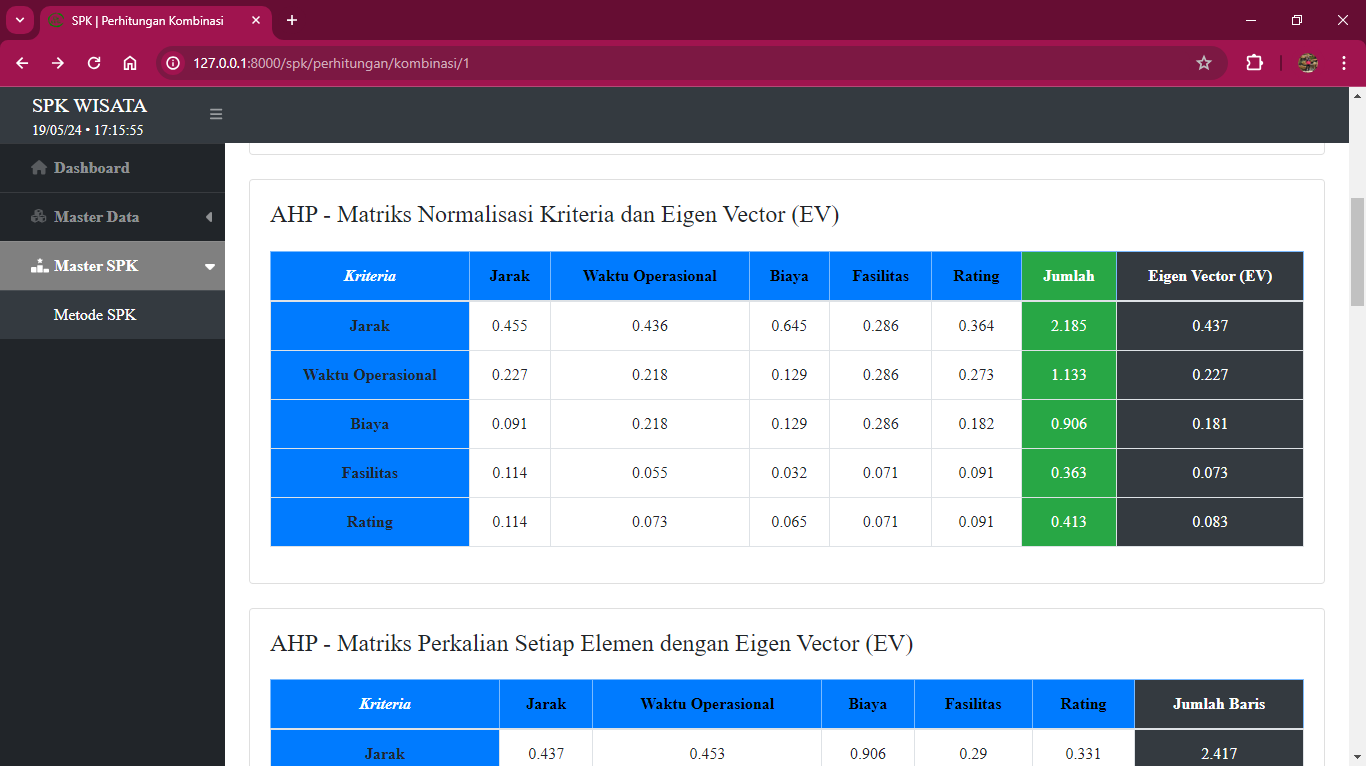 SPK | Perhitungan Kombinasi
127.0.0.1:8000/spk/perhitungan/kombinasi/1
SPK WISATA
19/05/24 • 17:15:55
Dashboard
Master Data
Master SPK
Metode SPK
AHP - Matriks Normalisasi Kriteria dan Eigen Vector (EV)
Kriteria Jarak Waktu Operasional Biaya Fasilitas Rating Jumlah Eigen Vector (EV)
Jarak 0.455 0.436 0.645 0.286 0.364 2.185 0.437
Waktu Operasional 0.227 0.218 0.129 0.286 0.273 1.133 0.227
Biaya 0.091 0.218 0.129 0.286 0.182 0.906 0.181
Fasilitas 0.114 0.055 0.032 0.071 0.091 0.363 0.073
Rating 0.114 0.073 0.065 0.071 0.091 0.413 0.083
AHP - Matriks Perkalian Setiap Elemen dengan Eigen Vector (EV)
Kriteria Jarak Waktu Operasional Biaya Fasilitas Rating Jumlah Baris
Jarak 0.437 0.453 0.906 0.29 0.331 2.417